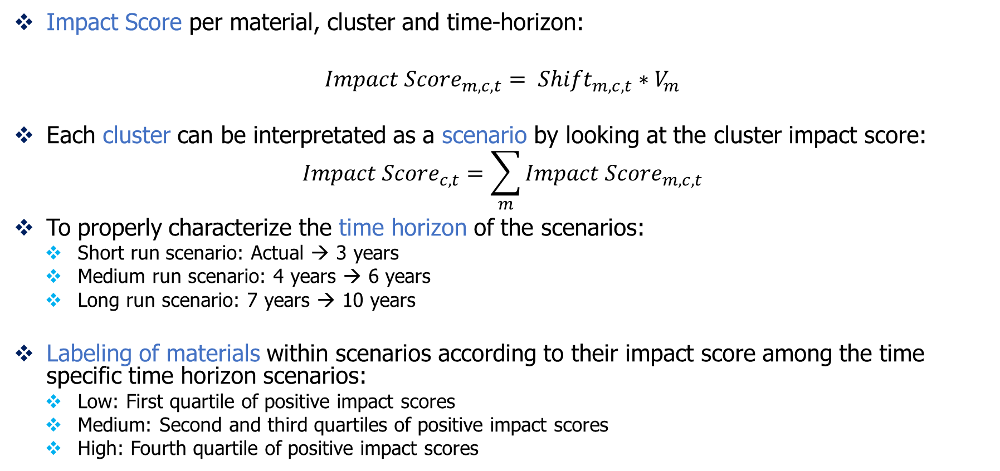 ❖ Impact Score per material, cluster and time-horizon:
Impact Score_{m,c,t} = Shift_{m,c,t} * V_m
❖ Each cluster can be interpretated as a scenario by looking at the cluster impact score:
Impact Score_{c,t} = ∑_m Impact Score_{m,c,t}
❖ To properly characterize the time horizon of the scenarios:
❖ Short run scenario: Actual → 3 years
❖ Medium run scenario: 4 years → 6 years
❖ Long run scenario: 7 years → 10 years
❖ Labeling of materials within scenarios according to their impact score among the time
specific time horizon scenarios:
❖ Low: First quartile of positive impact scores
❖ Medium: Second and third quartiles of positive impact scores
❖ High: Fourth quartile of positive impact scores